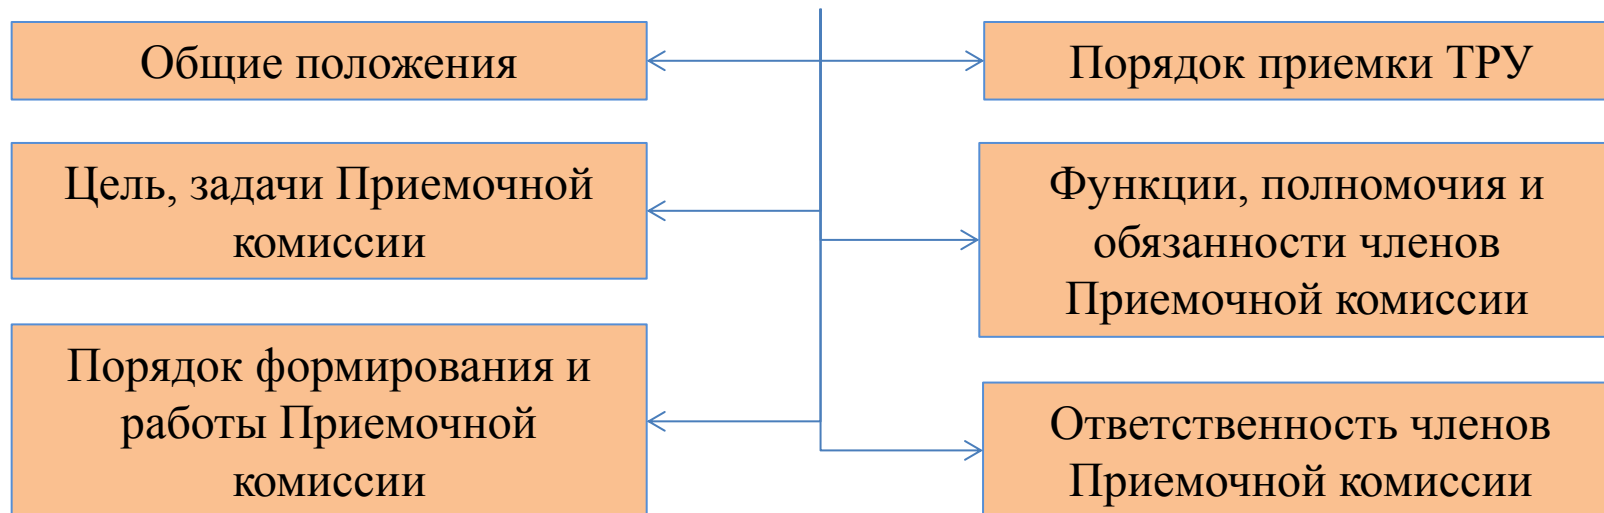 Общие положения
Цель, задачи Приемочной
комиссии
Порядок формирования и
работы Приемочной
комиссии
Порядок приемки ТРУ
Функции, полномочия и
обязанности членов
Приемочной комиссии
Ответственность членов
Приемочной комиссии